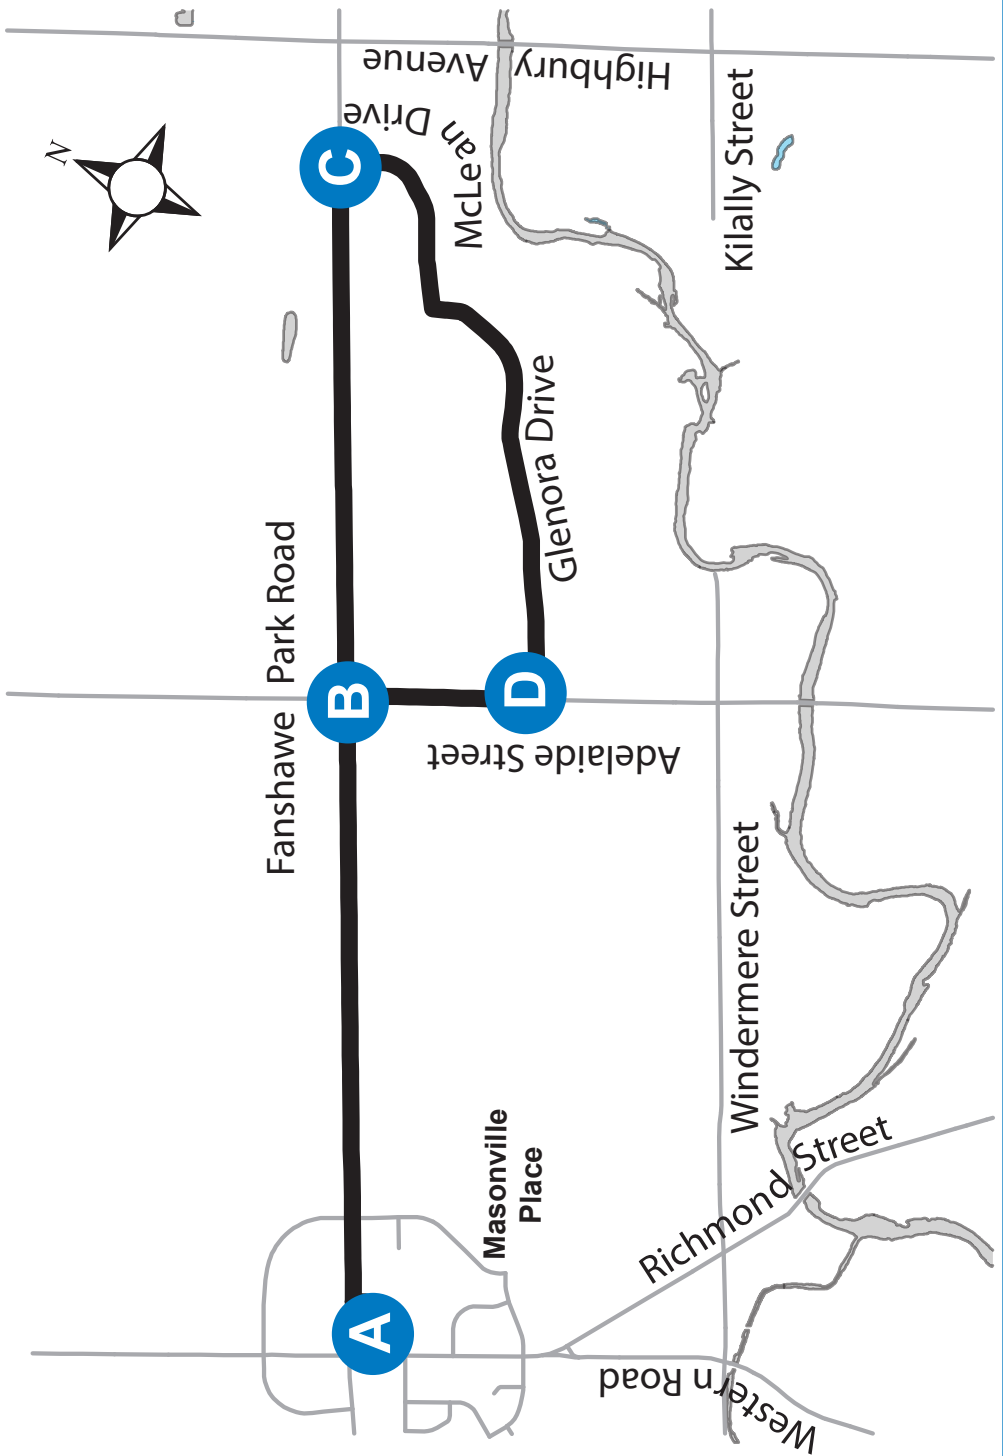 N
Fanshawe Park Road
A
B
C
D
McLean Drive
Highbury
Avenue
Glenora Drive
Kilally Street
Adelaide Street
Masonville
Place
Windermere Street
Richmond Street
Western Road